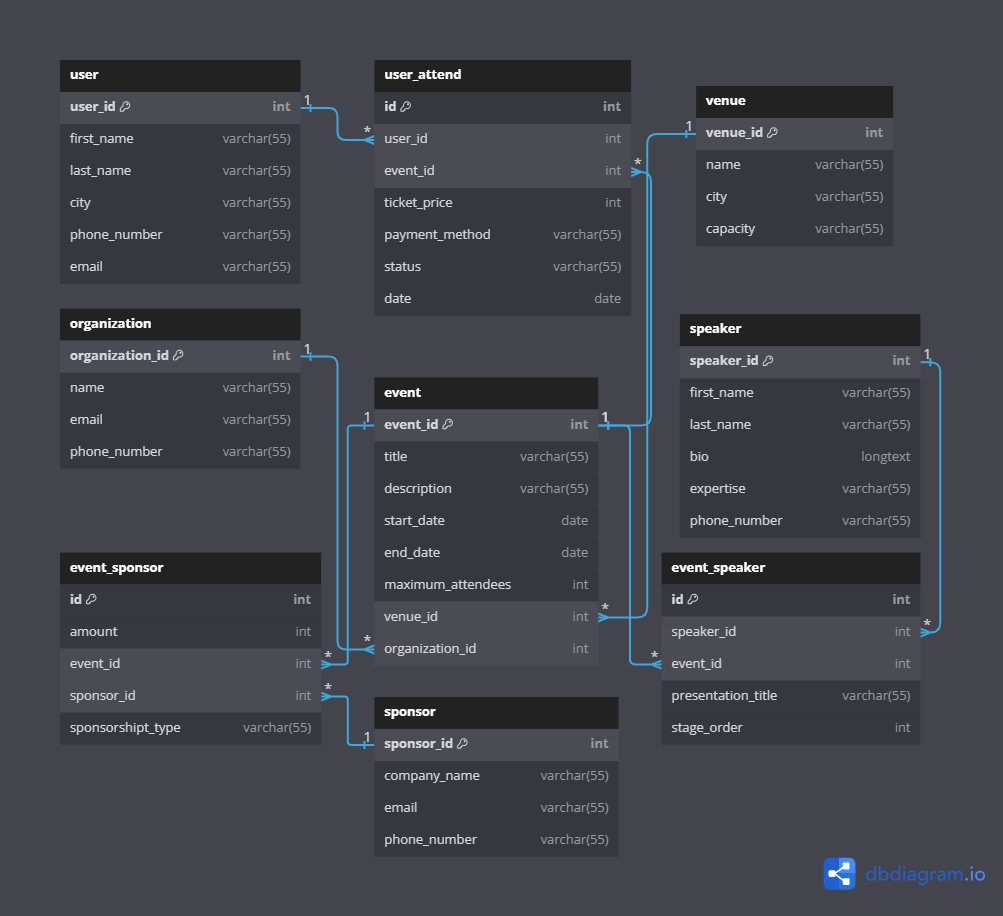 user
user_id int
first_name varchar(55)
last_name varchar(55)
city varchar(55)
phone_number varchar(55)
email varchar(55)
1
*
user_attend
id int
user_id int
event_id int
ticket_price int
payment_method varchar(55)
status varchar(55)
date date
*
venue
1
venue_id int
name varchar(55)
city varchar(55)
capacity varchar(55)
organization
organization_id int
name varchar(55)
email varchar(55)
phone_number varchar(55)
1
event
1
event_id int
1
title varchar(55)
description varchar(55)
start_date date
end_date date
maximum_attendees int
venue_id int
*
organization_id int
*
speaker
speaker_id int
1
first_name varchar(55)
last_name varchar(55)
bio longtext
expertise varchar(55)
phone_number varchar(55)
event_sponsor
id int
amount int
event_id int
*
sponsor_id int
*
sponsorshipt_type varchar(55)
sponsor
1
sponsor_id int
company_name varchar(55)
email varchar(55)
phone_number varchar(55)
event_speaker
id int
speaker_id int
*
event_id int
*
presentation_title varchar(55)
stage_order int
dbdiagram.io